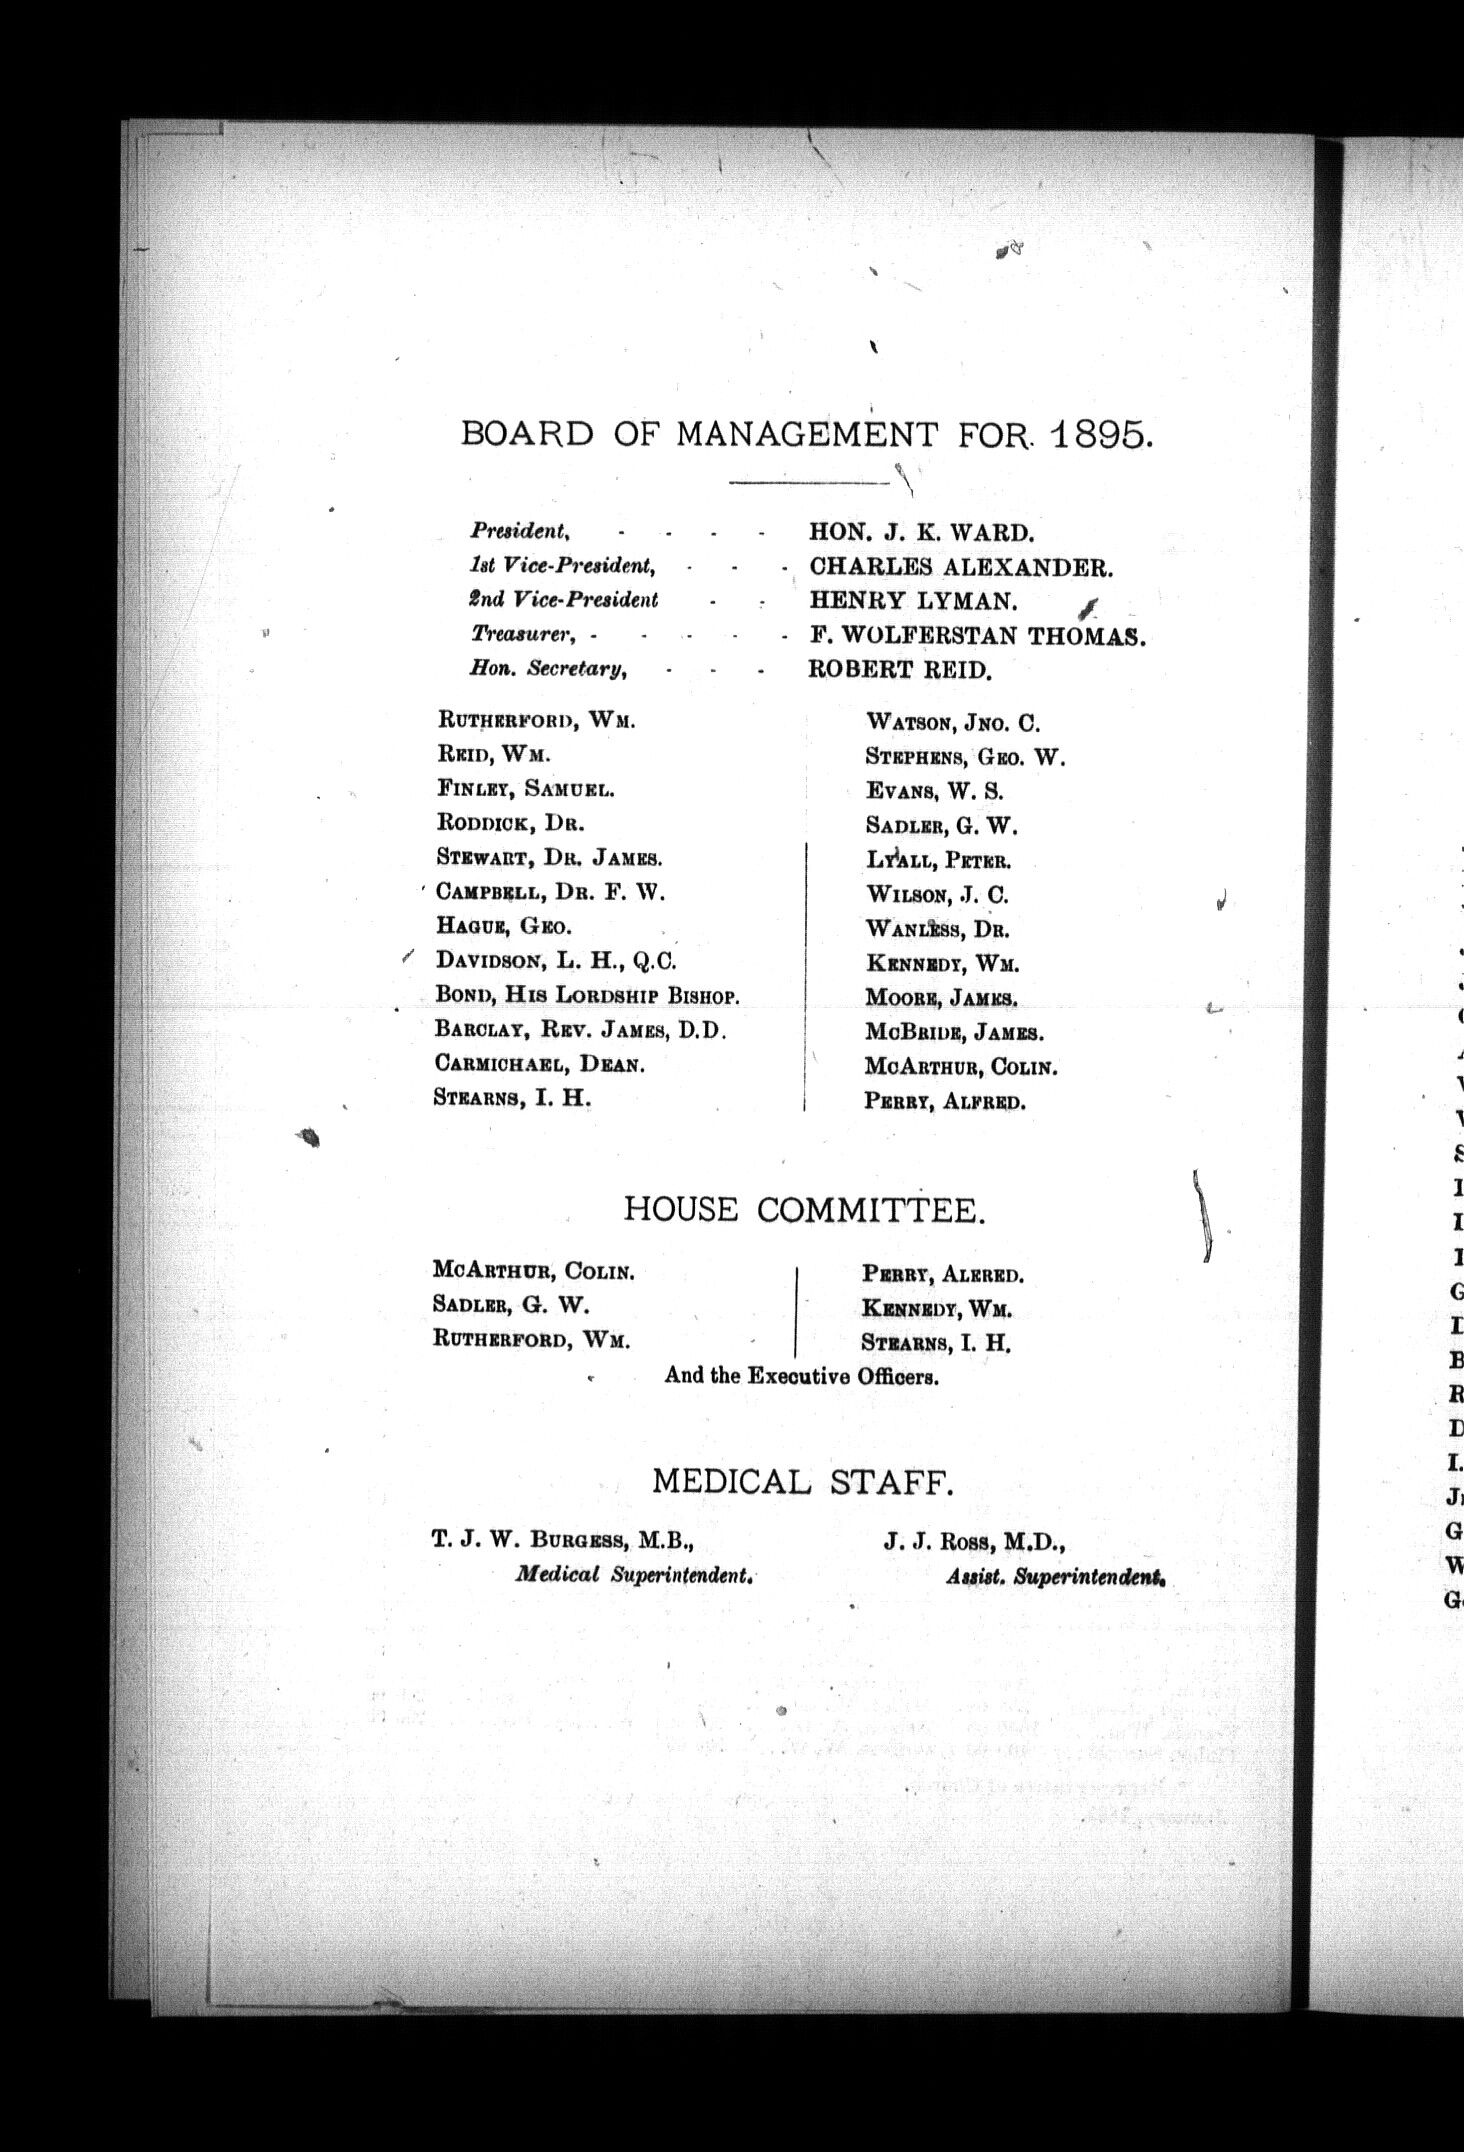 BOARD OF MANAGEMENT FOR 1895.
President, - - - - HON. J. K. WARD.
1st Vice-President, - - - CHARLES ALEXANDER.
2nd Vice-President - - HENRY LYMAN.
Treasurer, - - - - - F. WOLFERSTAN THOMAS.
Hon. Secretary, - - - ROBERT REID.
RUTHERFORD, WM.
REID, WM.
FINLEY, SAMUEL.
RODDICK, DR.
STEWART, DR. JAMES.
CAMPBELL, DR. F. W.
HAGUE, GEO.
DAVIDSON, L. H., Q.C.
BOND, HIS LORDSHIP BISHOP.
BARCLAY, REV. JAMES, D.D.
CARMICHAEL, DEAN.
STEARNS, I. H.
WATSON, JNO. C.
STEPHENS, GEO. W.
EVANS, W. S.
SADLER, G. W.
LYALL, PETER.
WILSON, J. C.
WANLESS, DR.
KENNEDY, WM.
MOORE, JAMES.
MCBRIDE, JAMES.
MCARTHUR, COLIN.
PERRY, ALFRED.
HOUSE COMMITTEE.
MCARTHUR, COLIN.
SADLER, G. W.
RUTHERFORD, WM.
PERRY, ALERED.
KENNEDY, WM.
STEARNS, I. H.
And the Executive Officers.
MEDICAL STAFF.
T. J. W. BURGESS, M.B.,
Medical Superintendent.
J. J. ROSS, M.D.,
Assist. Superintendent.